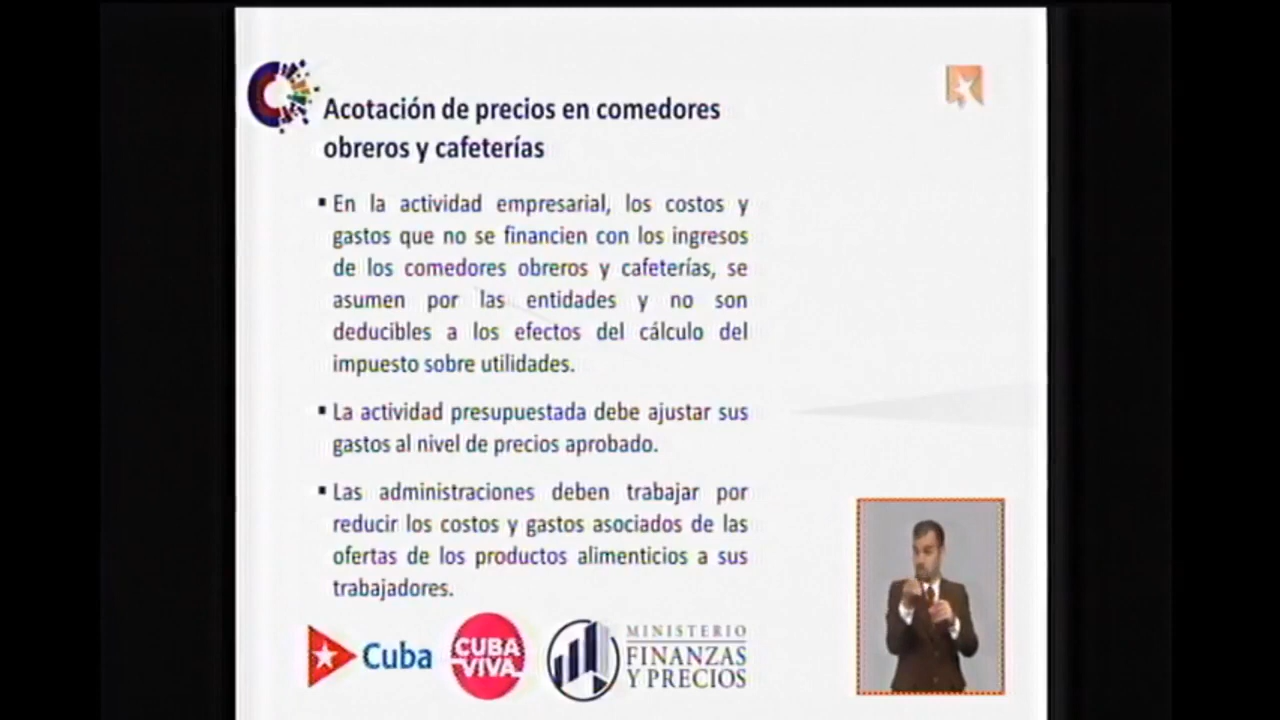 Acotación de precios en comedores
obreros y cafeterías
▪ En la actividad empresarial, los costos y
gastos que no se financien con los ingresos
de los comedores obreros y cafeterías, se
asumen por las entidades y no son
deducibles a los efectos del cálculo del
impuesto sobre utilidades.
▪ La actividad presupuestada debe ajustar sus
gastos al nivel de precios aprobado.
▪ Las administraciones deben trabajar por
reducir los costos y gastos asociados de las
ofertas de los productos alimenticios a sus
trabajadores.
Cuba
CUBA
VIVA
MINISTERIO
FINANZAS
Y PRECIOS